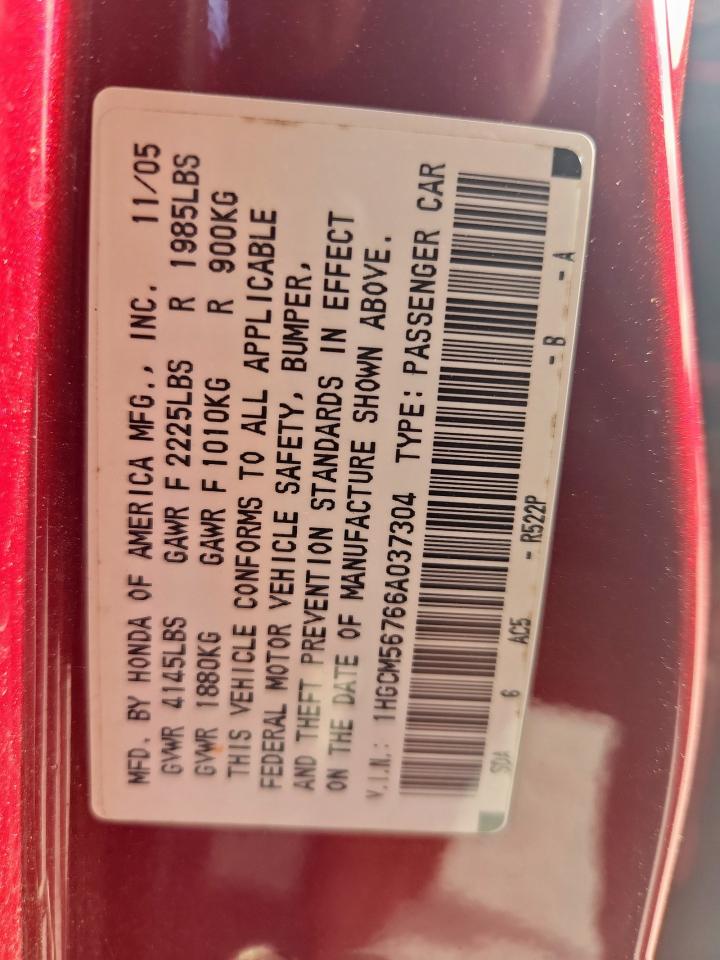 MFD. BY HONDA OF AMERICA MFG., INC. 11/05
GVWR 4145LBS GAWR F 2225LBS R 1985LBS
GVWR 1880KG GAWR F 1010KG R 900KG
THIS VEHICLE CONFORMS TO ALL APPLICABLE
FEDERAL MOTOR VEHICLE SAFETY, BUMPER,
AND THEFT PREVENTION STANDARDS IN EFFECT
ON THE DATE OF MANUFACTURE SHOWN ABOVE.
V.I.N.: 1HGCM56766A037304 TYPE: PASSENGER CAR
SDA 6 AC5 - R522P - B - A